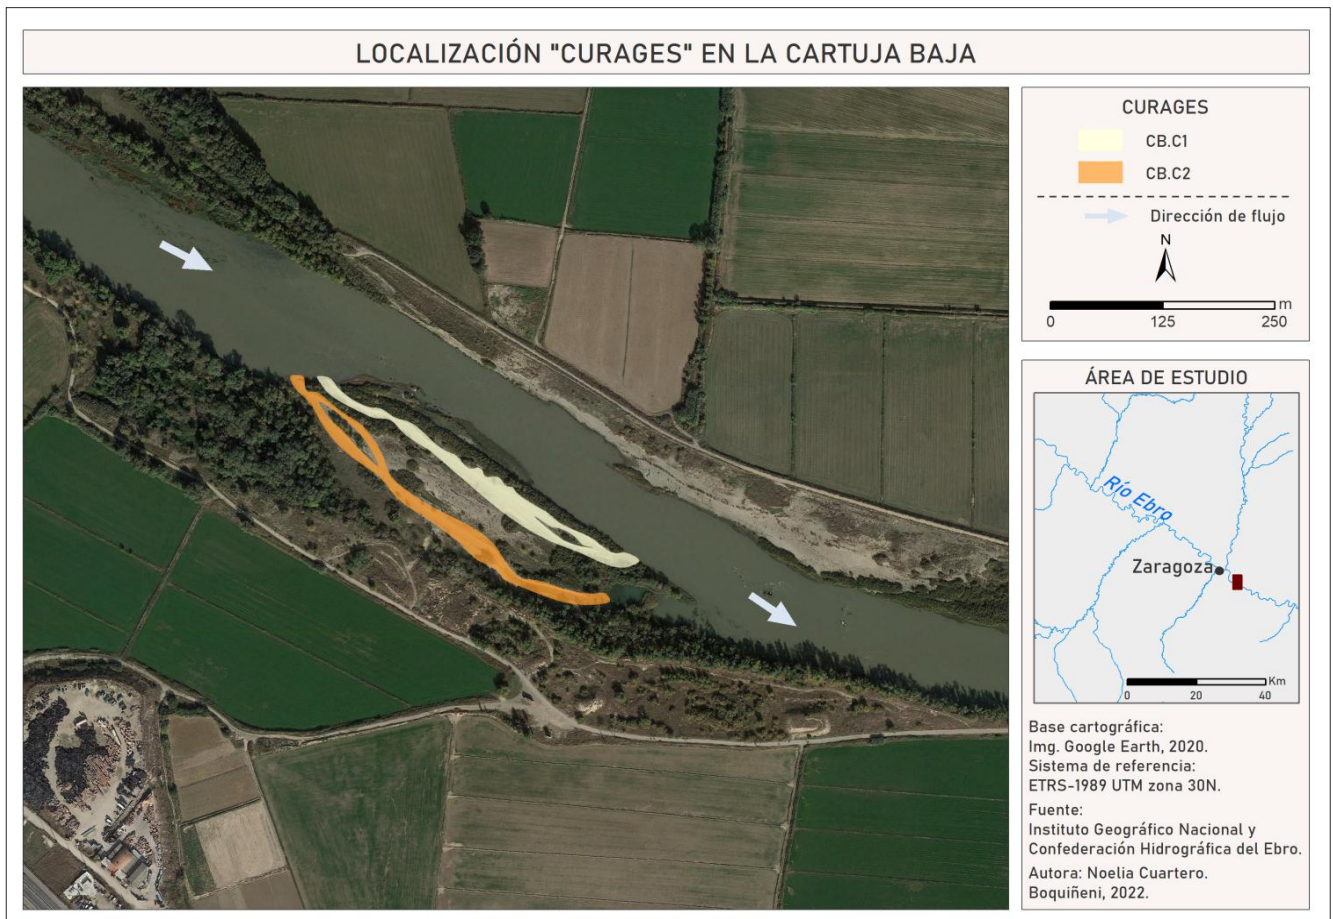 LOCALIZACIÓN "CURAGES" EN LA CARTUJA BAJA
CURAGES
CB.C1
CB.C2
Dirección de flujo
N
m
0 125 250
ÁREA DE ESTUDIO
Río Ebro
Zaragoza
Km
0 20 40
Base cartográfica:
Img. Google Earth, 2020.
Sistema de referencia:
ETRS-1989 UTM zona 30N.
Fuente:
Instituto Geográfico Nacional y
Confederación Hidrográfica del Ebro.
Autora: Noelia Cuartero.
Boquiñeni, 2022.